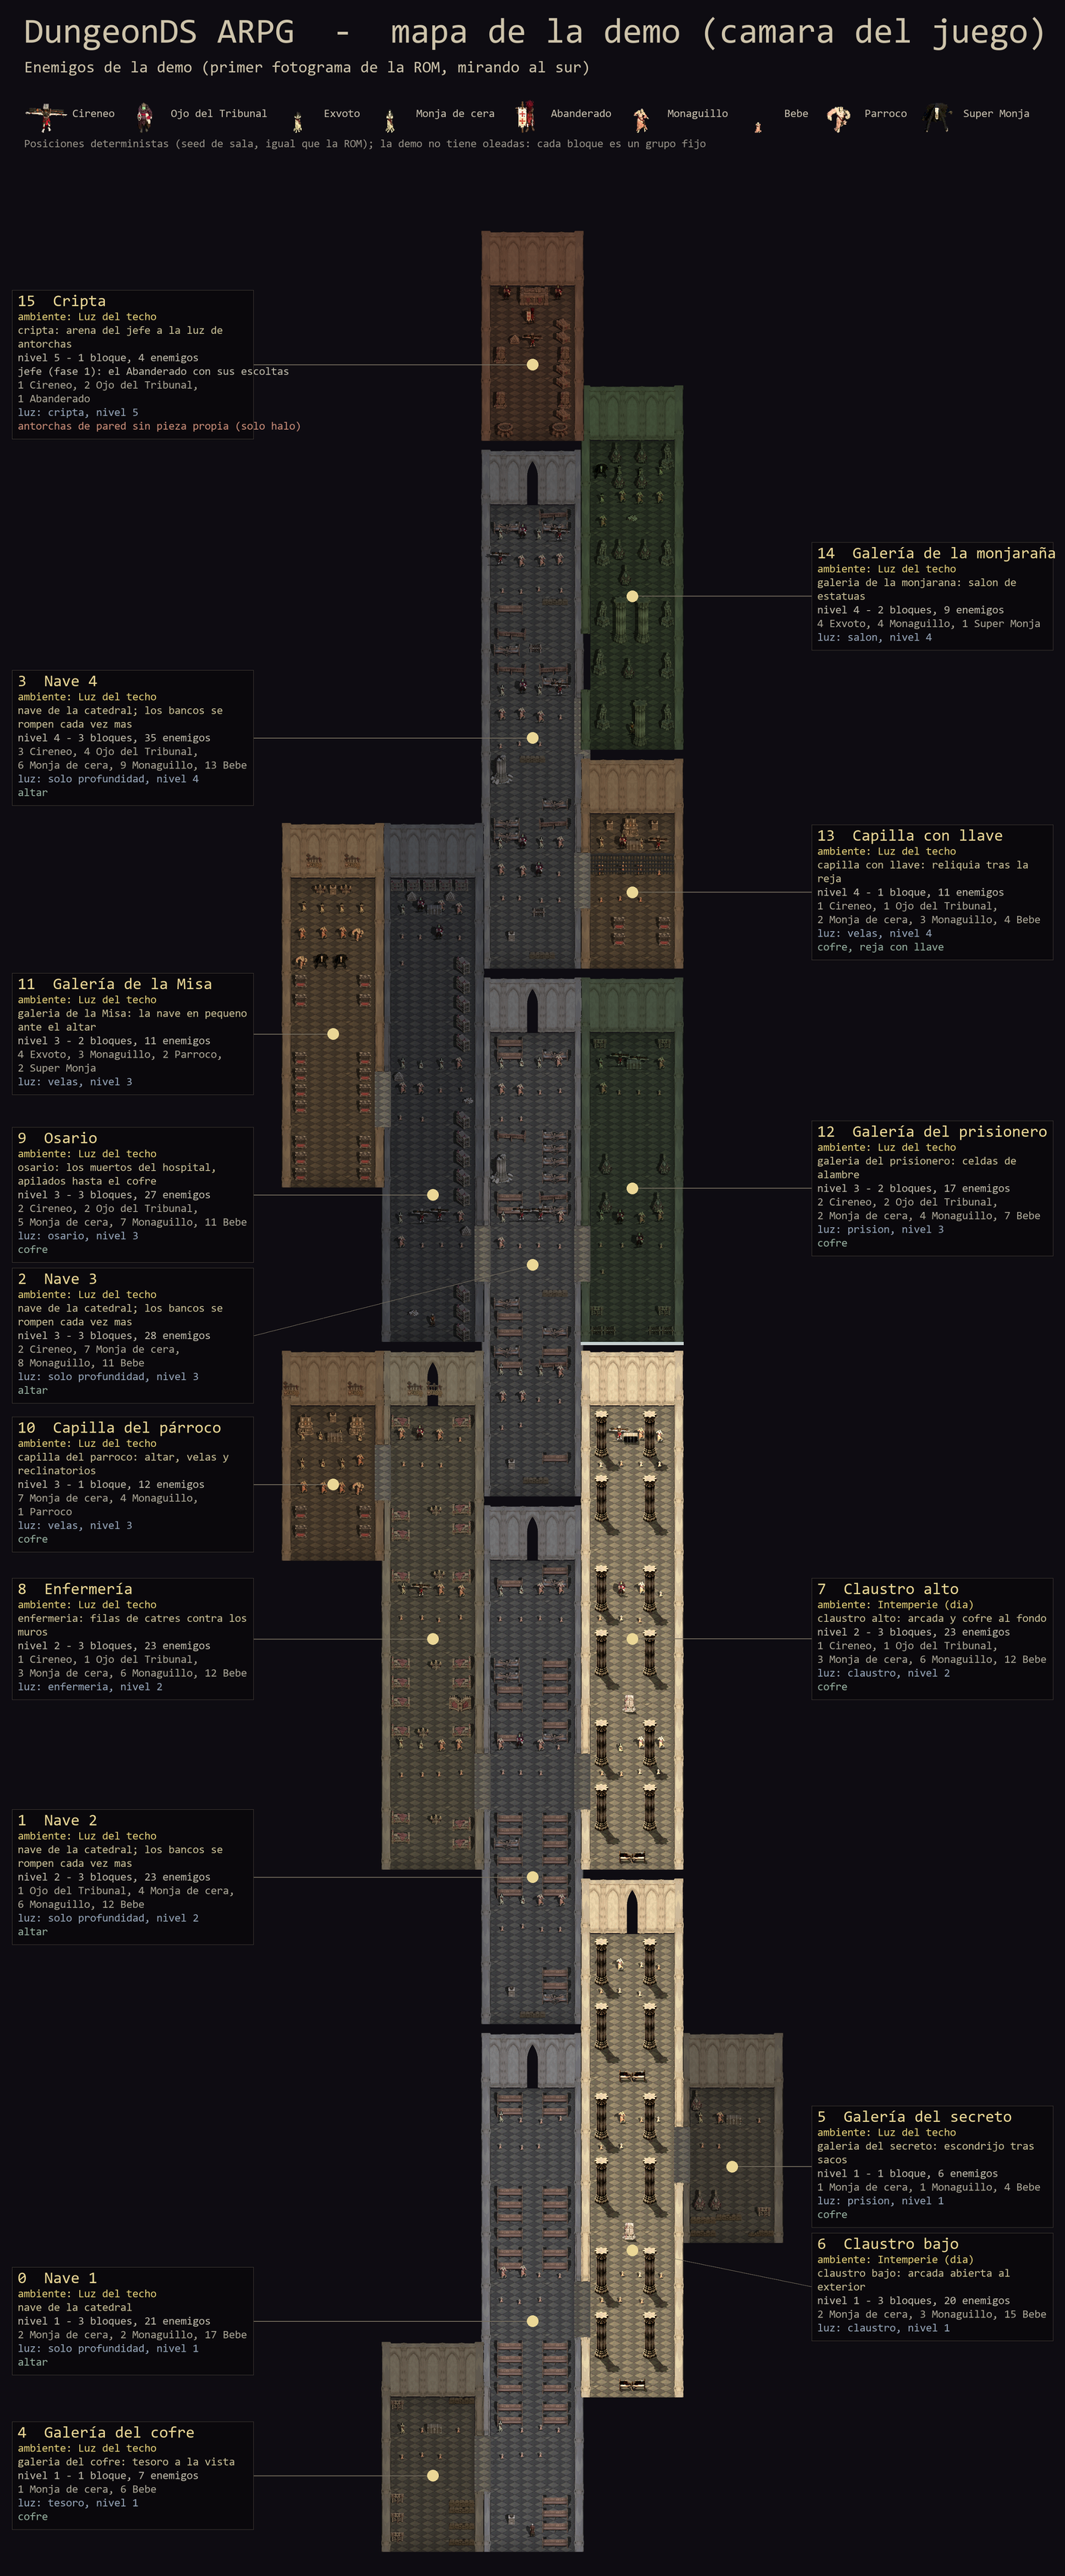 DungeonDS ARPG  -  mapa de la demo (camara del juego)
Enemigos de la demo (primer fotograma de la ROM, mirando al sur)
Cireneo
Ojo del Tribunal
Exvoto
Monja de cera
Abanderado
Monaguillo
Bebe
Parroco
Super Monja
Posiciones deterministas (seed de sala, igual que la ROM); la demo no tiene oleadas: cada bloque es un grupo fijo
15  Cripta
ambiente: Luz del techo
cripta: arena del jefe a la luz de
antorchas
nivel 5 - 1 bloque, 4 enemigos
jefe (fase 1): el Abanderado con sus escoltas
1 Cireneo, 2 Ojo del Tribunal,
1 Abanderado
luz: cripta, nivel 5
antorchas de pared sin pieza propia (solo halo)
14  Galería de la monjaraña
ambiente: Luz del techo
galeria de la monjarana: salon de
estatuas
nivel 4 - 2 bloques, 9 enemigos
4 Exvoto, 4 Monaguillo, 1 Super Monja
luz: salon, nivel 4
3  Nave 4
ambiente: Luz del techo
nave de la catedral; los bancos se
rompen cada vez mas
nivel 4 - 3 bloques, 35 enemigos
3 Cireneo, 4 Ojo del Tribunal,
6 Monja de cera, 9 Monaguillo, 13 Bebe
luz: solo profundidad, nivel 4
altar
13  Capilla con llave
ambiente: Luz del techo
capilla con llave: reliquia tras la
reja
nivel 4 - 1 bloque, 11 enemigos
1 Cireneo, 1 Ojo del Tribunal,
2 Monja de cera, 3 Monaguillo, 4 Bebe
luz: velas, nivel 4
cofre, reja con llave
11  Galería de la Misa
ambiente: Luz del techo
galeria de la Misa: la nave en pequeno
ante el altar
nivel 3 - 2 bloques, 11 enemigos
4 Exvoto, 3 Monaguillo, 2 Parroco,
2 Super Monja
luz: velas, nivel 3
9  Osario
ambiente: Luz del techo
osario: los muertos del hospital,
apilados hasta el cofre
nivel 3 - 3 bloques, 27 enemigos
2 Cireneo, 2 Ojo del Tribunal,
5 Monja de cera, 7 Monaguillo, 11 Bebe
luz: osario, nivel 3
cofre
12  Galería del prisionero
ambiente: Luz del techo
galeria del prisionero: celdas de
alambre
nivel 3 - 2 bloques, 17 enemigos
2 Cireneo, 2 Ojo del Tribunal,
2 Monja de cera, 4 Monaguillo, 7 Bebe
luz: prision, nivel 3
cofre
2  Nave 3
ambiente: Luz del techo
nave de la catedral; los bancos se
rompen cada vez mas
nivel 3 - 3 bloques, 28 enemigos
2 Cireneo, 7 Monja de cera,
8 Monaguillo, 11 Bebe
luz: solo profundidad, nivel 3
altar
10  Capilla del párroco
ambiente: Luz del techo
capilla del parroco: altar, velas y
reclinatorios
nivel 3 - 1 bloque, 12 enemigos
7 Monja de cera, 4 Monaguillo,
1 Parroco
luz: velas, nivel 3
cofre
8  Enfermería
ambiente: Luz del techo
enfermeria: filas de catres contra los
muros
nivel 2 - 3 bloques, 23 enemigos
1 Cireneo, 1 Ojo del Tribunal,
3 Monja de cera, 6 Monaguillo, 12 Bebe
luz: enfermeria, nivel 2
7  Claustro alto
ambiente: Intemperie (dia)
claustro alto: arcada y cofre al fondo
nivel 2 - 3 bloques, 23 enemigos
1 Cireneo, 1 Ojo del Tribunal,
3 Monja de cera, 6 Monaguillo, 12 Bebe
luz: claustro, nivel 2
cofre
1  Nave 2
ambiente: Luz del techo
nave de la catedral; los bancos se
rompen cada vez mas
nivel 2 - 3 bloques, 23 enemigos
1 Ojo del Tribunal, 4 Monja de cera,
6 Monaguillo, 12 Bebe
luz: solo profundidad, nivel 2
altar
5  Galería del secreto
ambiente: Luz del techo
galeria del secreto: escondrijo tras
sacos
nivel 1 - 1 bloque, 6 enemigos
1 Monja de cera, 1 Monaguillo, 4 Bebe
luz: prision, nivel 1
cofre
6  Claustro bajo
ambiente: Intemperie (dia)
claustro bajo: arcada abierta al
exterior
nivel 1 - 3 bloques, 20 enemigos
2 Monja de cera, 3 Monaguillo, 15 Bebe
luz: claustro, nivel 1
0  Nave 1
ambiente: Luz del techo
nave de la catedral
nivel 1 - 3 bloques, 21 enemigos
2 Monja de cera, 2 Monaguillo, 17 Bebe
luz: solo profundidad, nivel 1
altar
4  Galería del cofre
ambiente: Luz del techo
galeria del cofre: tesoro a la vista
nivel 1 - 1 bloque, 7 enemigos
1 Monja de cera, 6 Bebe
luz: tesoro, nivel 1
cofre